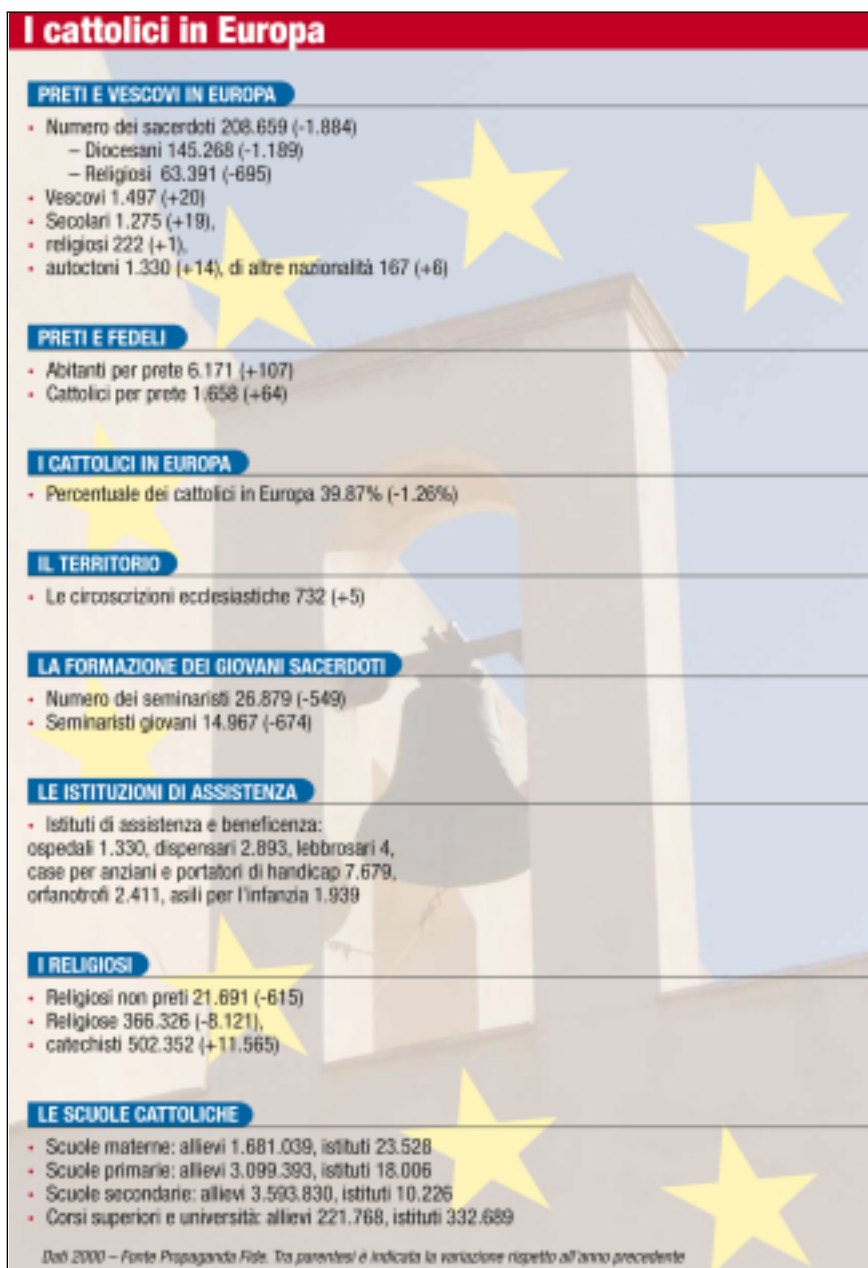 I cattolici in Europa
PRETI E VESCOVI IN EUROPA
• Numero dei sacerdoti 208.659 (-1.884)
– Diocesani 145.268 (-1.189)
– Religiosi 63.391 (-695)
• Vescovi 1.497 (+20)
• Secolari 1.275 (+19),
• religiosi 222 (+1),
• autoctoni 1.330 (+14), di altre nazionalità 167 (+6)
PRETI E FEDELI
• Abitanti per prete 6.171 (+107)
• Cattolici per prete 1.658 (+64)
I CATTOLICI IN EUROPA
• Percentuale dei cattolici in Europa 39.87% (-1.26%)
IL TERRITORIO
• Le circoscrizioni ecclesiastiche 732 (+5)
LA FORMAZIONE DEI GIOVANI SACERDOTI
• Numero dei seminaristi 26.879 (-549)
• Seminaristi giovani 14.967 (-674)
LE ISTITUZIONI DI ASSISTENZA
• Istituti di assistenza e beneficenza:
ospedali 1.330, dispensari 2.893, lebbrosari 4,
case per anziani e portatori di handicap 7.679,
orfanotrofi 2.411, asili per l'infanzia 1.939
I RELIGIOSI
• Religiosi non preti 21.691 (-615)
• Religiose 366.326 (-8.121),
• catechisti 502.352 (+11.565)
LE SCUOLE CATTOLICHE
• Scuole materne: allievi 1.681.039, istituti 23.528
• Scuole primarie: allievi 3.099.393, istituti 18.006
• Scuole secondarie: allievi 3.593.830, istituti 10.226
• Corsi superiori e università: allievi 221.768, istituti 332.689
Dati 2000 – Fonte Propaganda Fide. Tra parentesi è indicata la variazione rispetto all'anno precedente